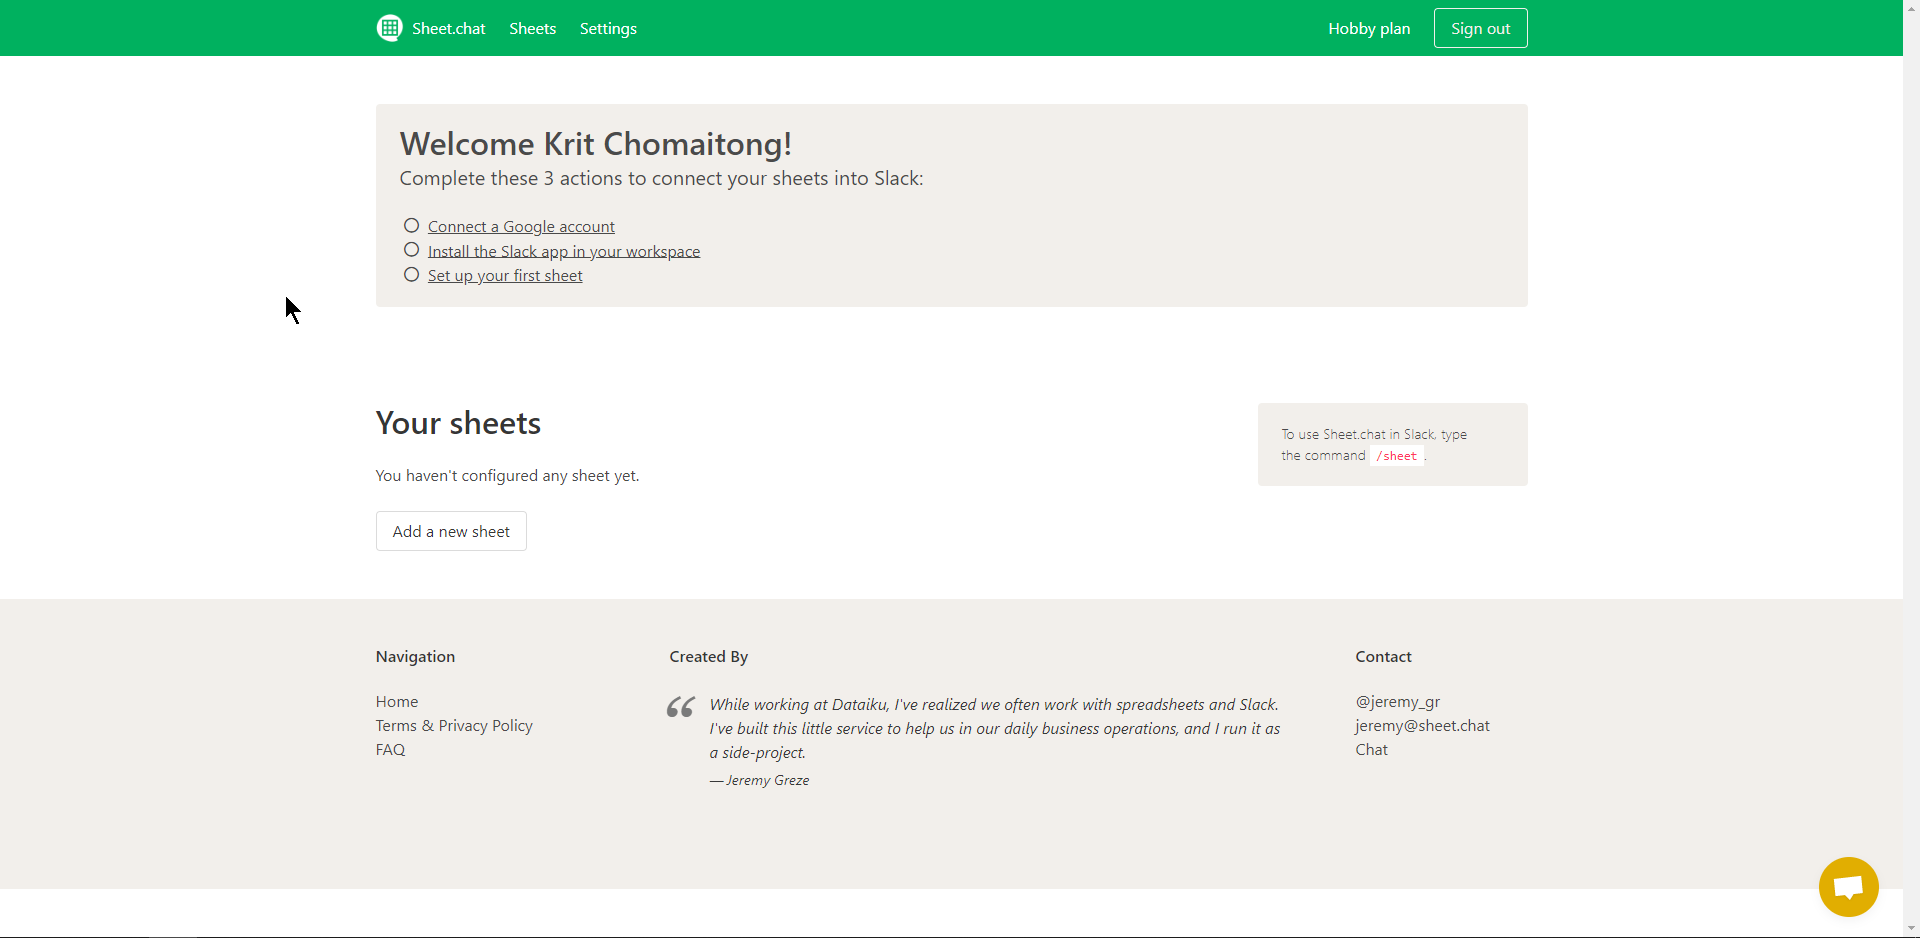 Sheet.chat Sheets Settings Hobby plan Sign out
Welcome Krit Chomaitong!
Complete these 3 actions to connect your sheets into Slack:
Connect a Google account
Install the Slack app in your workspace
Set up your first sheet
Your sheets
You haven't configured any sheet yet.
Add a new sheet
To use Sheet.chat in Slack, type
the command /sheet .
Navigation
Home
Terms & Privacy Policy
FAQ
Created By
“ While working at Dataiku, I've realized we often work with spreadsheets and Slack.
I've built this little service to help us in our daily business operations, and I run it as
a side-project.
— Jeremy Greze
Contact
@jeremy_gr
jeremy@sheet.chat
Chat